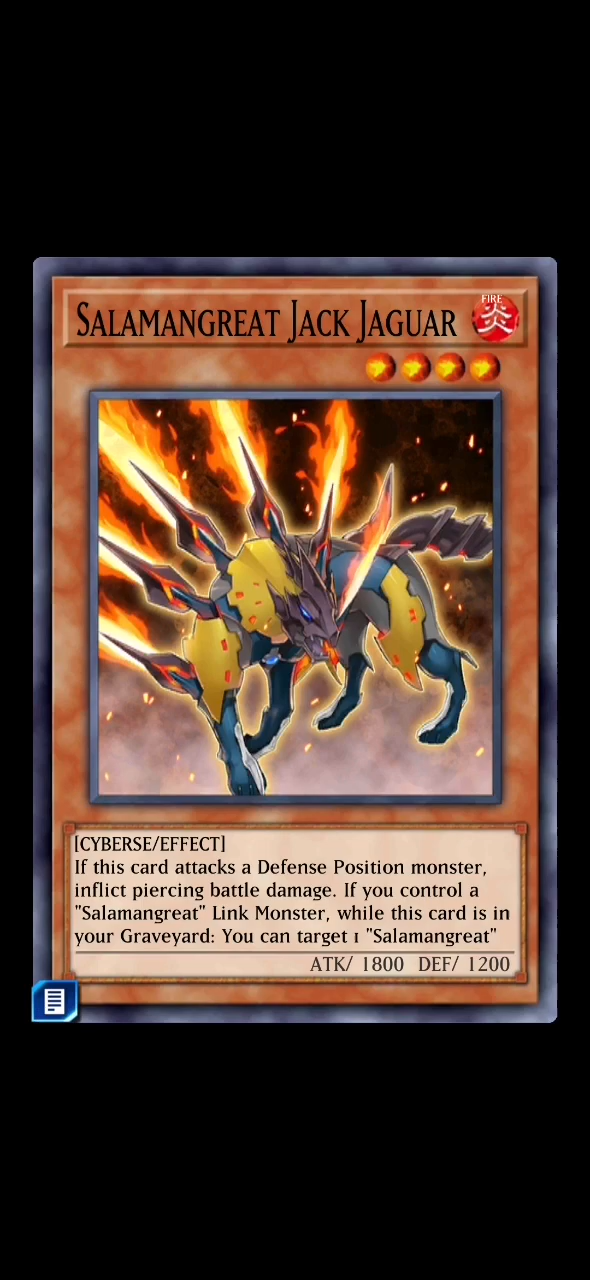 Salamangreat Jack Jaguar
FIRE
炎
[CYBERSE/EFFECT]
If this card attacks a Defense Position monster,
inflict piercing battle damage. If you control a
"Salamangreat" Link Monster, while this card is in
your Graveyard: You can target 1 "Salamangreat"
ATK/ 1800 DEF/ 1200